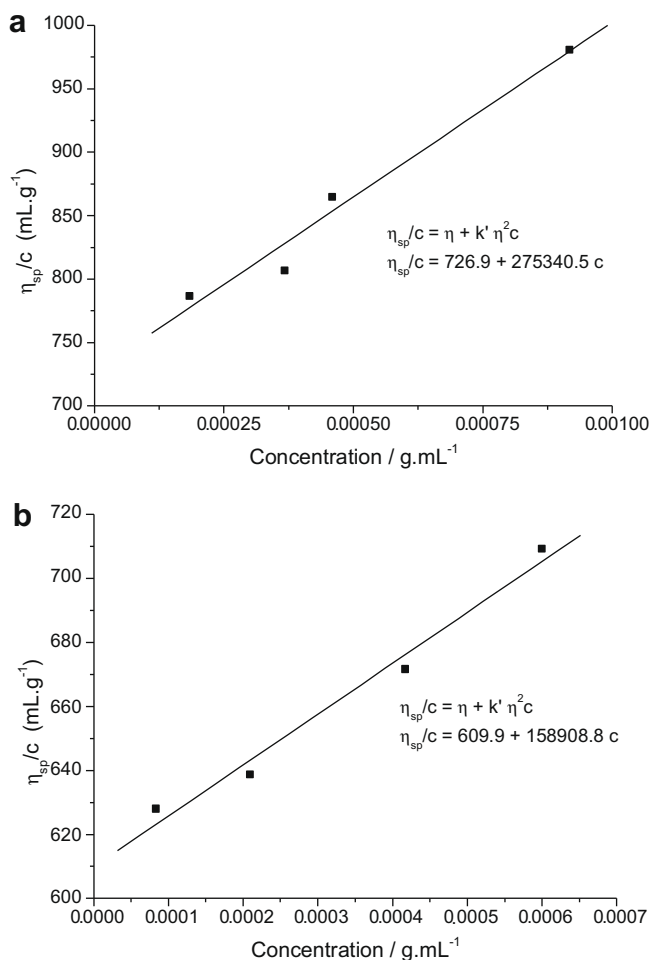 a
1000
950
900
850
800
750
700
ηsp/c (mL.g⁻¹)
ηsp/c = η + k' η²c
ηsp/c = 726.9 + 275340.5 c
0.00000 0.00025 0.00050 0.00075 0.00100
Concentration / g.mL⁻¹
b
720
700
680
660
640
620
600
ηsp/c (mL.g⁻¹)
ηsp/c = η + k' η²c
ηsp/c = 609.9 + 158908.8 c
0.0000 0.0001 0.0002 0.0003 0.0004 0.0005 0.0006 0.0007
Concentration / g.mL⁻¹